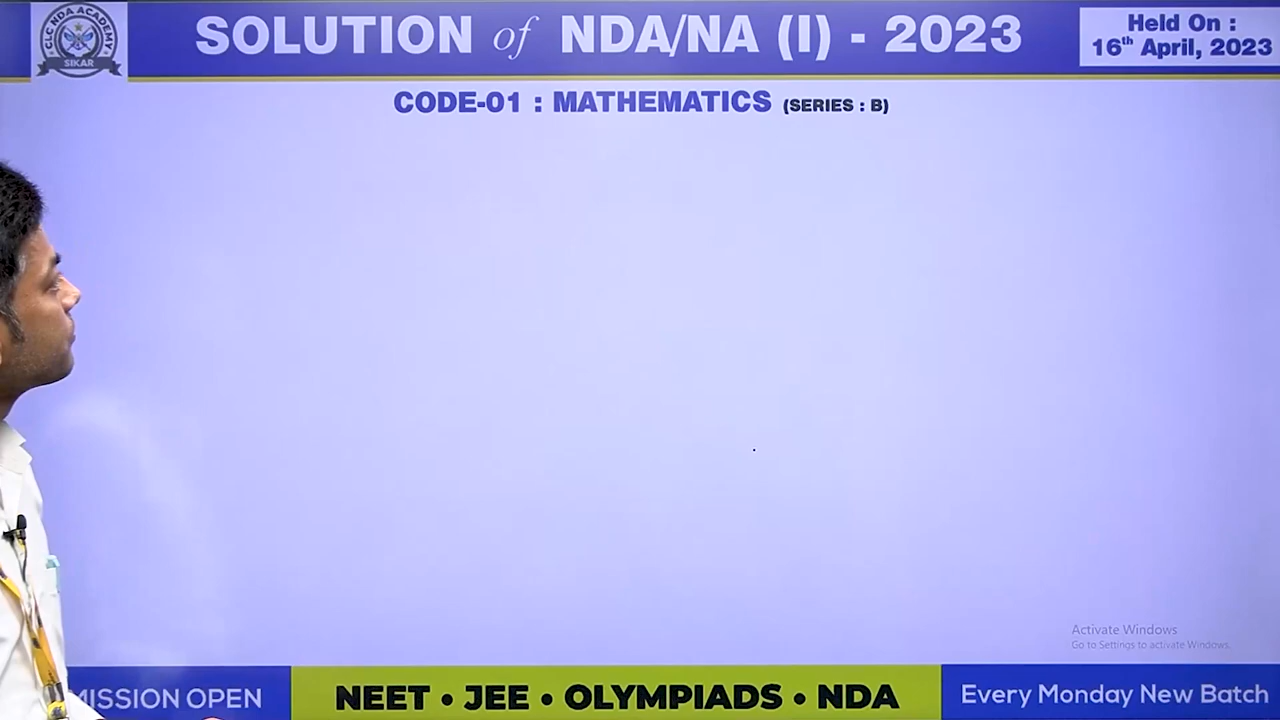 CLC NDA ACADEMY
SIKAR
SOLUTION of NDA/NA (I) - 2023
Held On :
16th April, 2023
CODE-01 : MATHEMATICS (SERIES : B)
Activate Windows
Go to Settings to activate Windows.
MISSION OPEN
NEET • JEE • OLYMPIADS • NDA
Every Monday New Batch